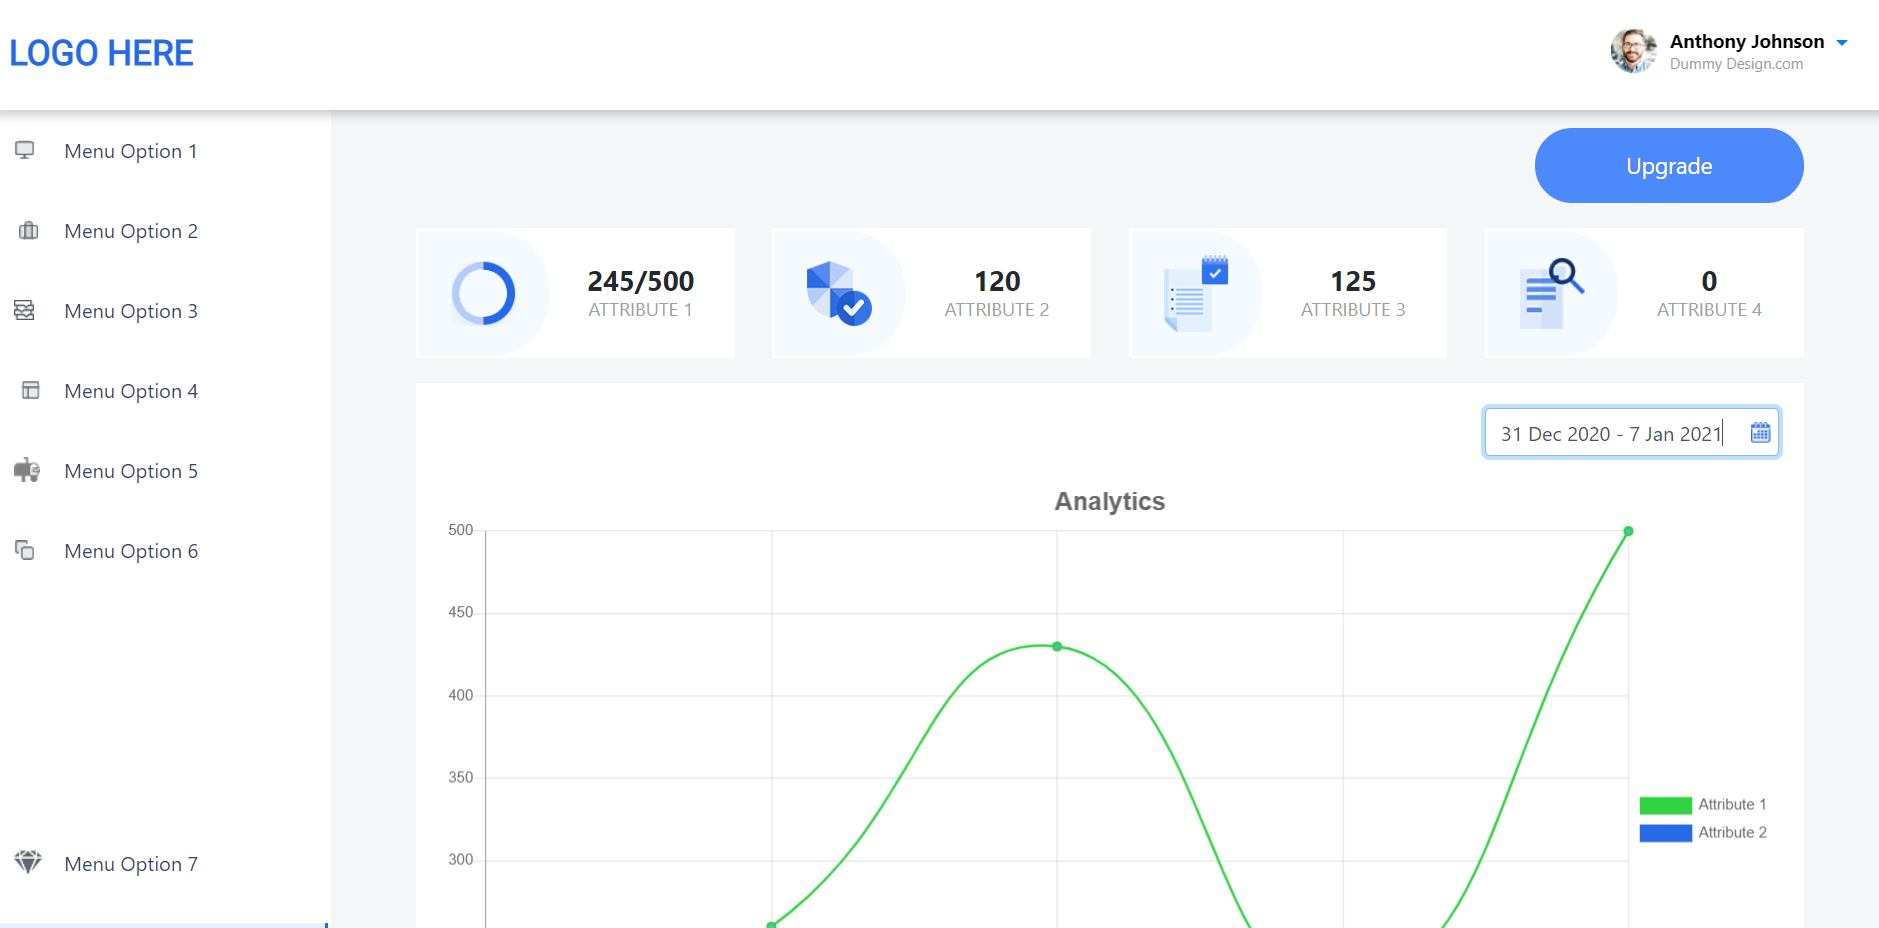 LOGO HERE
Anthony Johnson
Dummy Design.com
Menu Option 1
Menu Option 2
Menu Option 3
Menu Option 4
Menu Option 5
Menu Option 6
Menu Option 7
Upgrade
245/500
ATTRIBUTE 1
120
ATTRIBUTE 2
125
ATTRIBUTE 3
0
ATTRIBUTE 4
31 Dec 2020 - 7 Jan 2021
Analytics
500
450
400
350
300
Attribute 1
Attribute 2